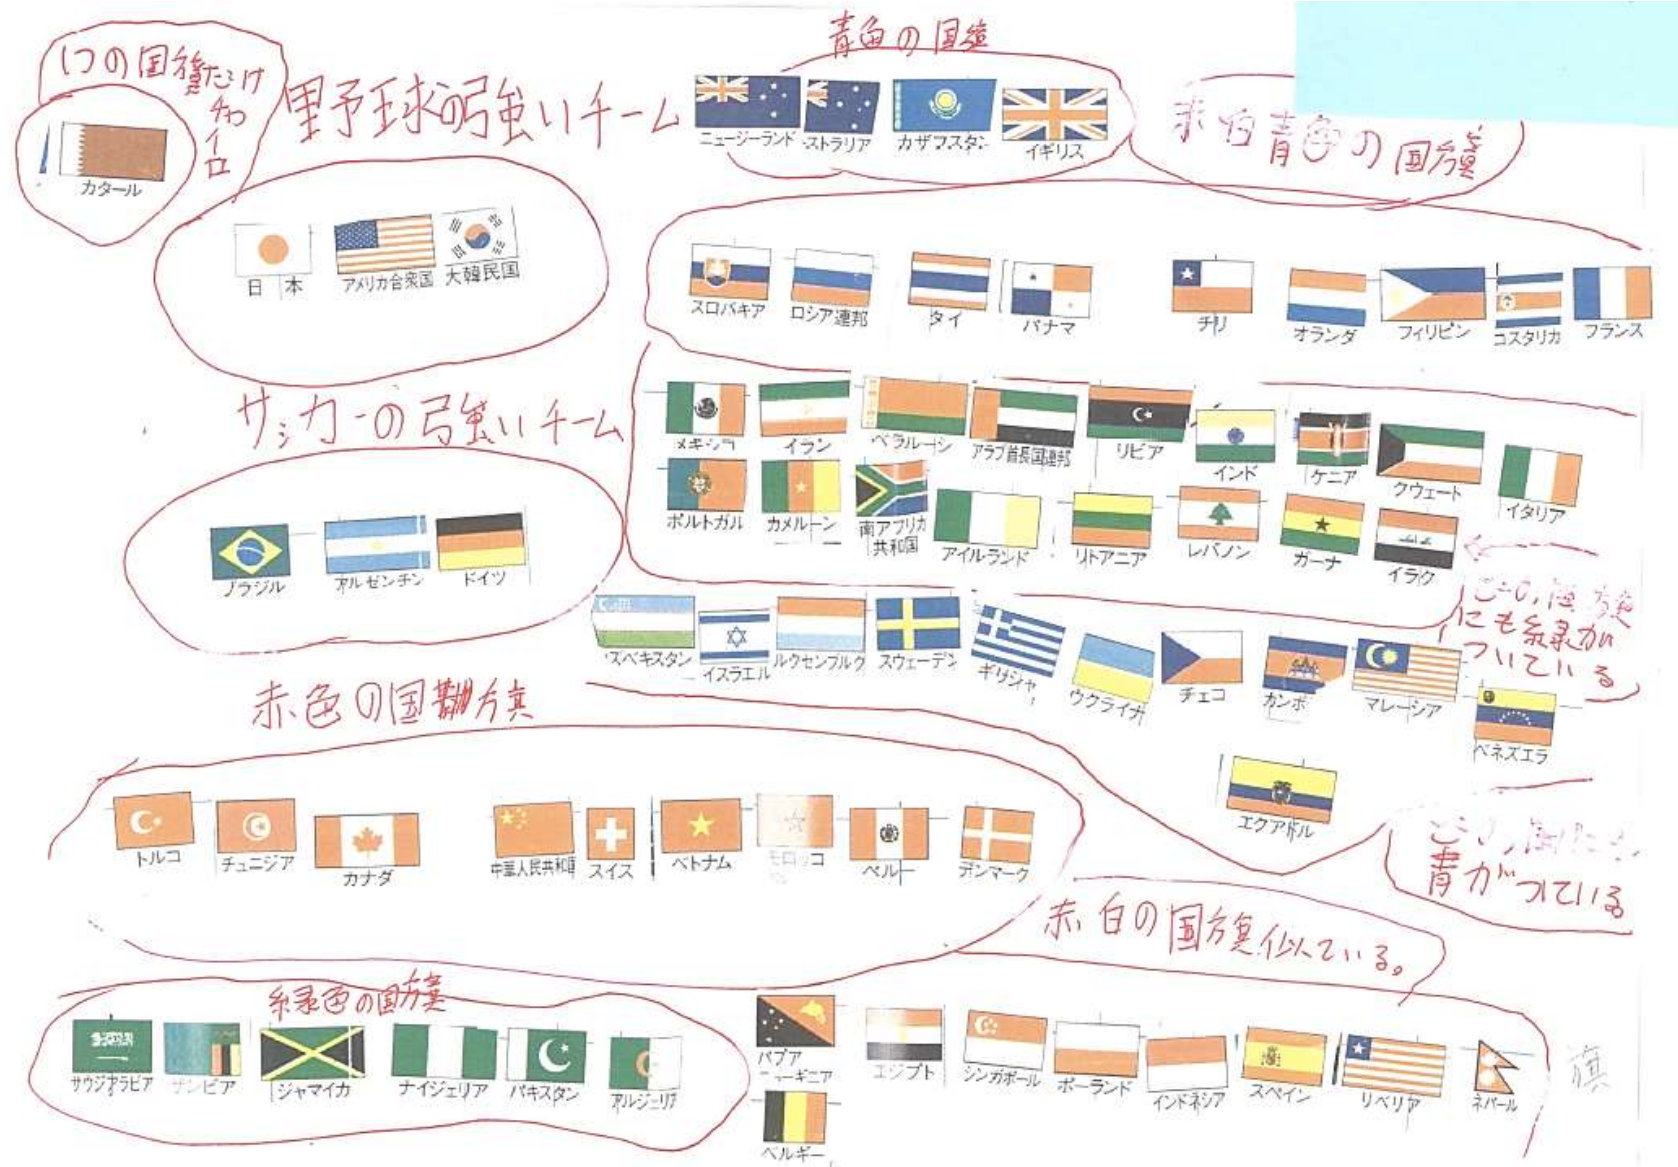 青色の国旗
1つの国旗だけ
チャイロ
カタール
野球の強いチーム
ニュージーランド
ストラリア
カザフスタン
イギリス
赤白青色の国旗
日本
アメリカ合衆国
大韓民国
スロバキア
ロシア連邦
タイ
パナマ
チリ
オランダ
フィリピン
コスタリカ
フランス
サッカーの強いチーム
メキシコ
イラン
ベラルーシ
アラブ首長国連邦
リビア
インド
ケニア
クウェート
イタリア
ポルトガル
カメルーン
南アフリカ
共和国
アイルランド
リトアニア
レバノン
ガーナ
イラク
ブラジル
アルゼンチン
ドイツ
にも緑が
ついている
ズベキスタン
イスラエル
ルクセンブルグ
スウェーデン
ギリシャ
ウクライナ
チェコ
カンボ
マレーシア
ベネズエラ
エクアドル
青がついている
赤色の国旗
トルコ
チュニジア
カナダ
中華人民共和国
スイス
ベトナム
モロッコ
ペルー
デンマーク
赤白の国旗似ている。
緑色の国旗
サウジアラビア
ザンビア
ジャマイカ
ナイジェリア
パキスタン
アルジェリア
パプア
ニューギニア
エジプト
シンガポール
ポーランド
インドネシア
スペイン
リベリア
ネパール
旗
ベルギー